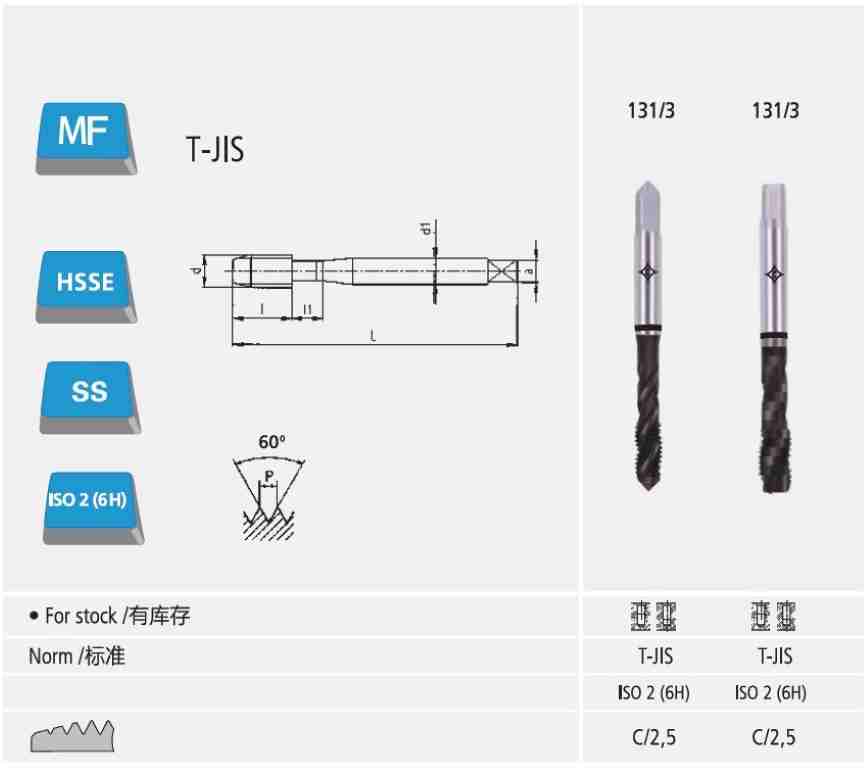 131/3 131/3
MF
T-JIS
d1
HSSE
d
a
l l1
L
SS
60°
P
ISO 2 (6H)
• For stock /有库存
Norm /标准 T-JIS T-JIS
ISO 2 (6H) ISO 2 (6H)
C/2,5 C/2,5